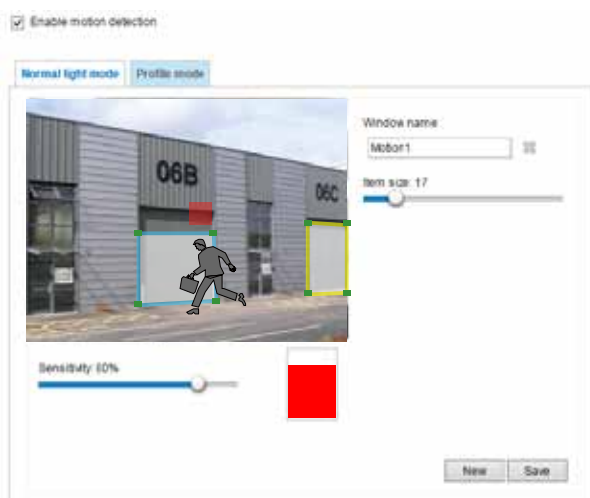 Enable motion detection
Normal light mode
Profile mode
Window name
Motion1
Item size: 17
06B
06C
Sensitivity: 80%
New
Save